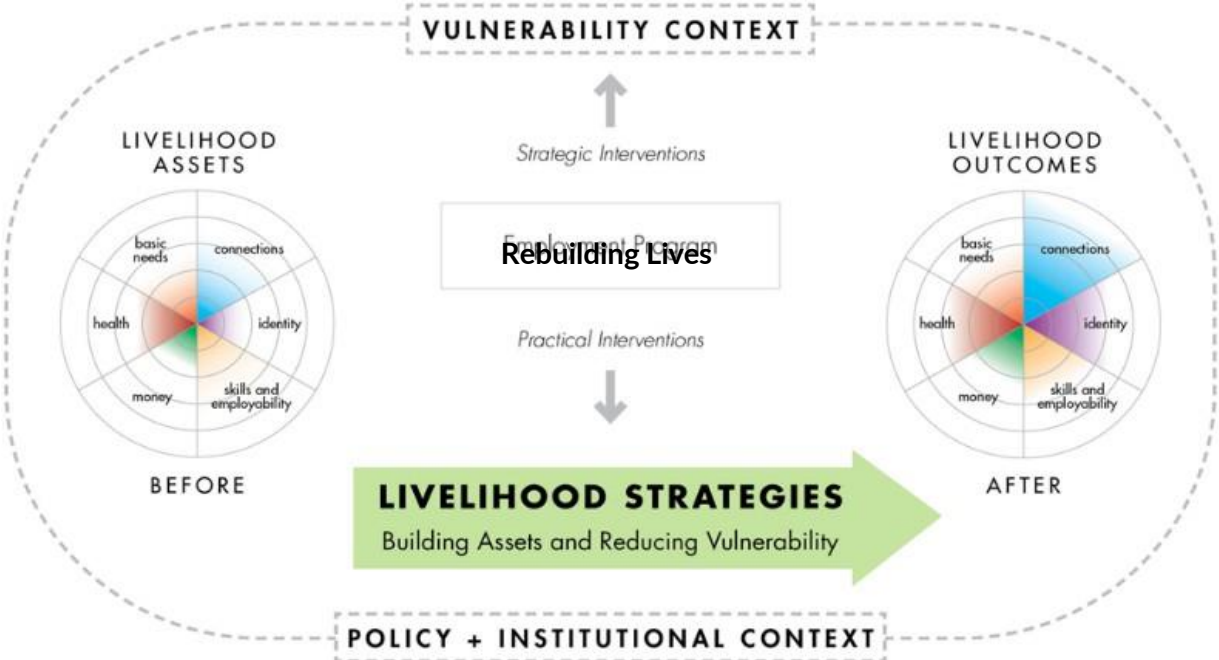 VULNERABILITY CONTEXT
Strategic Interventions
Employment Program
Rebuilding Lives
Practical Interventions
LIVELIHOOD
ASSETS
basic
needs
connections
health
identity
money
skills and
employability
BEFORE
LIVELIHOOD
OUTCOMES
basic
needs
connections
health
identity
money
skills and
employability
AFTER
LIVELIHOOD STRATEGIES
Building Assets and Reducing Vulnerability
POLICY + INSTITUTIONAL CONTEXT